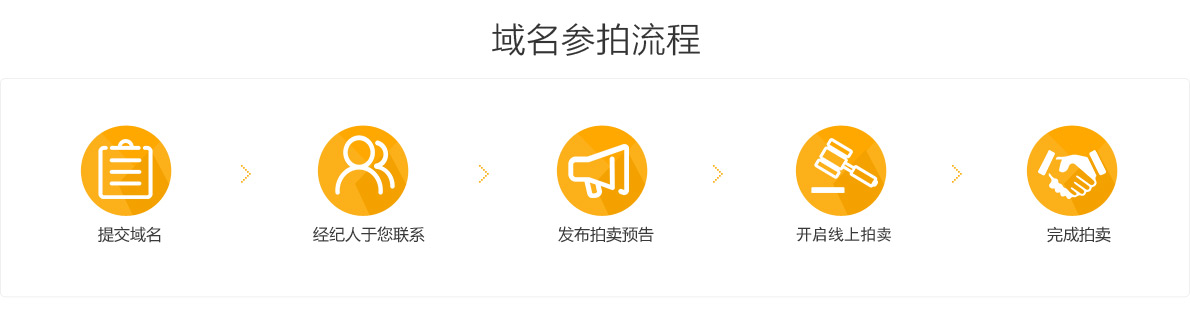 域名参拍流程
提交域名
经纪人于您联系
发布拍卖预告
开启线上拍卖
完成拍卖